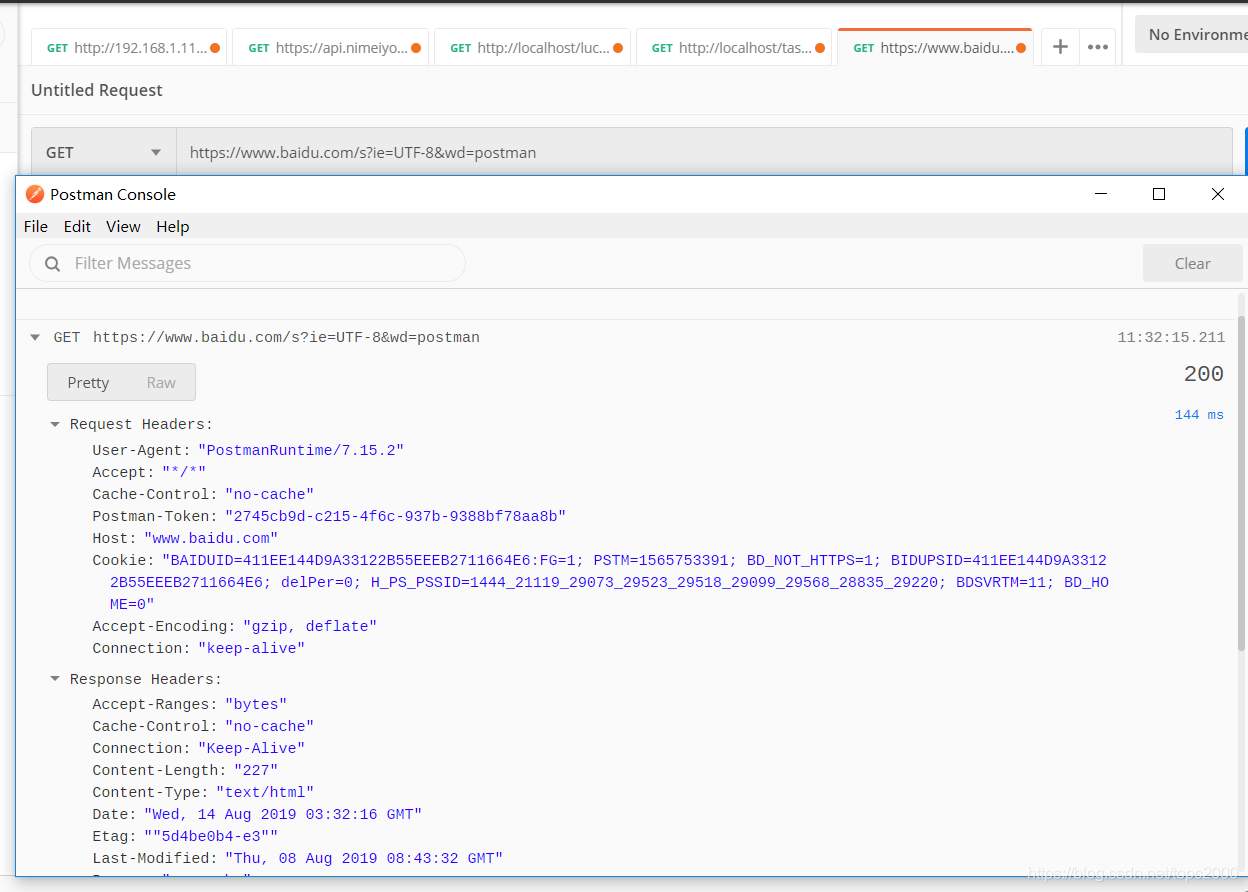 GET http://192.168.1.11... GET https://api.nimeiyo... GET http://localhost/luc... GET http://localhost/tas... GET https://www.baidu.... + ••• No Environme
Untitled Request
GET https://www.baidu.com/s?ie=UTF-8&wd=postman
Postman Console
File Edit View Help
Filter Messages Clear
GET https://www.baidu.com/s?ie=UTF-8&wd=postman 11:32:15.211
Pretty Raw 200
144 ms
Request Headers:
User-Agent: "PostmanRuntime/7.15.2"
Accept: "*/*"
Cache-Control: "no-cache"
Postman-Token: "2745cb9d-c215-4f6c-937b-9388bf78aa8b"
Host: "www.baidu.com"
Cookie: "BAIDUID=411EE144D9A33122B55EEEB2711664E6:FG=1; PSTM=1565753391; BD_NOT_HTTPS=1; BIDUPSID=411EE144D9A3312
2B55EEEB2711664E6; delPer=0; H_PS_PSSID=1444_21119_29073_29523_29518_29099_29568_28835_29220; BDSVRTM=11; BD_HO
ME=0"
Accept-Encoding: "gzip, deflate"
Connection: "keep-alive"
Response Headers:
Accept-Ranges: "bytes"
Cache-Control: "no-cache"
Connection: "Keep-Alive"
Content-Length: "227"
Content-Type: "text/html"
Date: "Wed, 14 Aug 2019 03:32:16 GMT"
Etag: ""5d4be0b4-e3""
Last-Modified: "Thu, 08 Aug 2019 08:43:32 GMT"